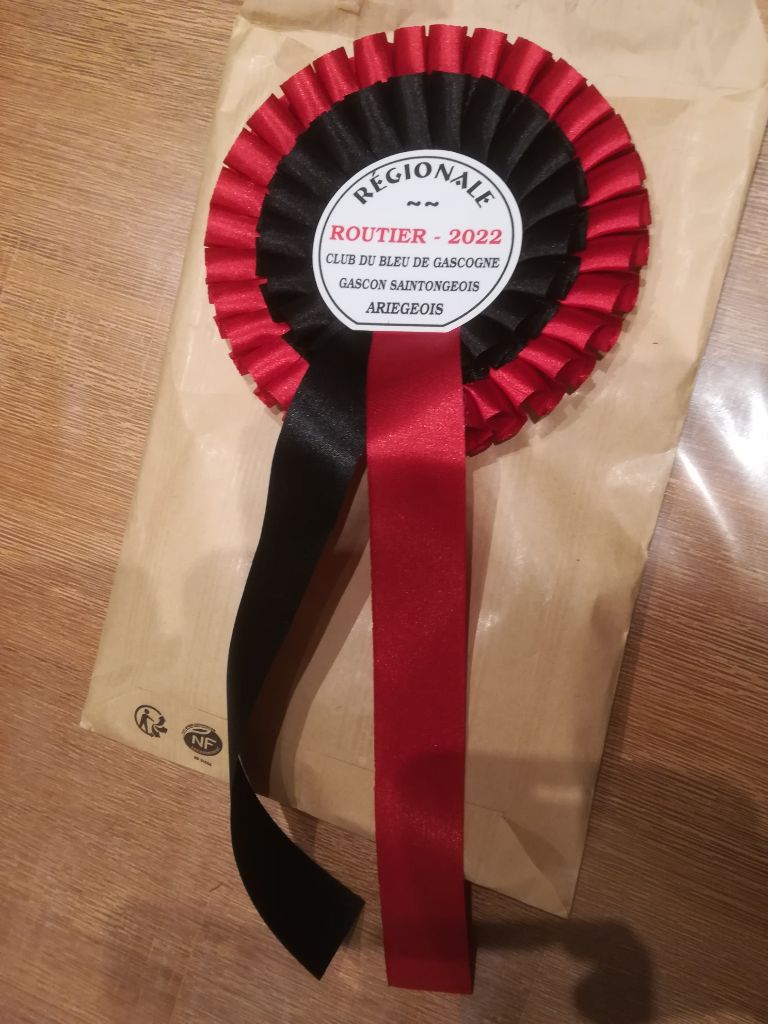 RÉGIONALE
~~
ROUTIER - 2022
CLUB DU BLEU DE GASCOGNE
GASCON SAINTONGEOIS
ARIEGEOIS
NF